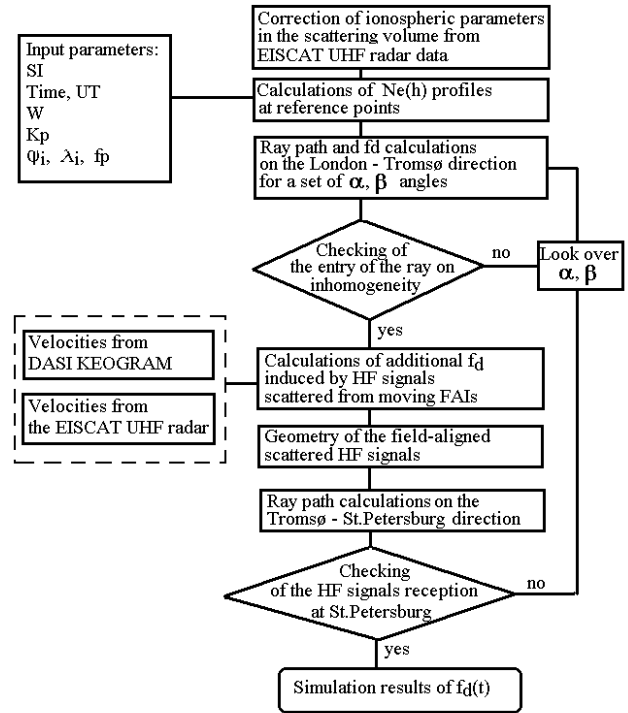 Correction of ionospheric parameters
in the scattering volume from
EISCAT UHF radar data
Input parameters:
SI
Time, UT
W
Kp
φi, λi, fp
Calculations of Ne(h) profiles
at reference points
Ray path and fd calculations
on the London - Tromsø direction
for a set of α, β angles
Checking of
the entry of the ray on
inhomogeneity
no
Look over
α, β
yes
Velocities from
DASI KEOGRAM
Velocities from
the EISCAT UHF radar
Calculations of additional fd
induced by HF signals
scattered from moving FAIs
Geometry of the field-aligned
scattered HF signals
Ray path calculations on the
Tromsø - St.Petersburg direction
Checking
of the HF signals reception
at St.Petersburg
no
yes
Simulation results of fd(t)